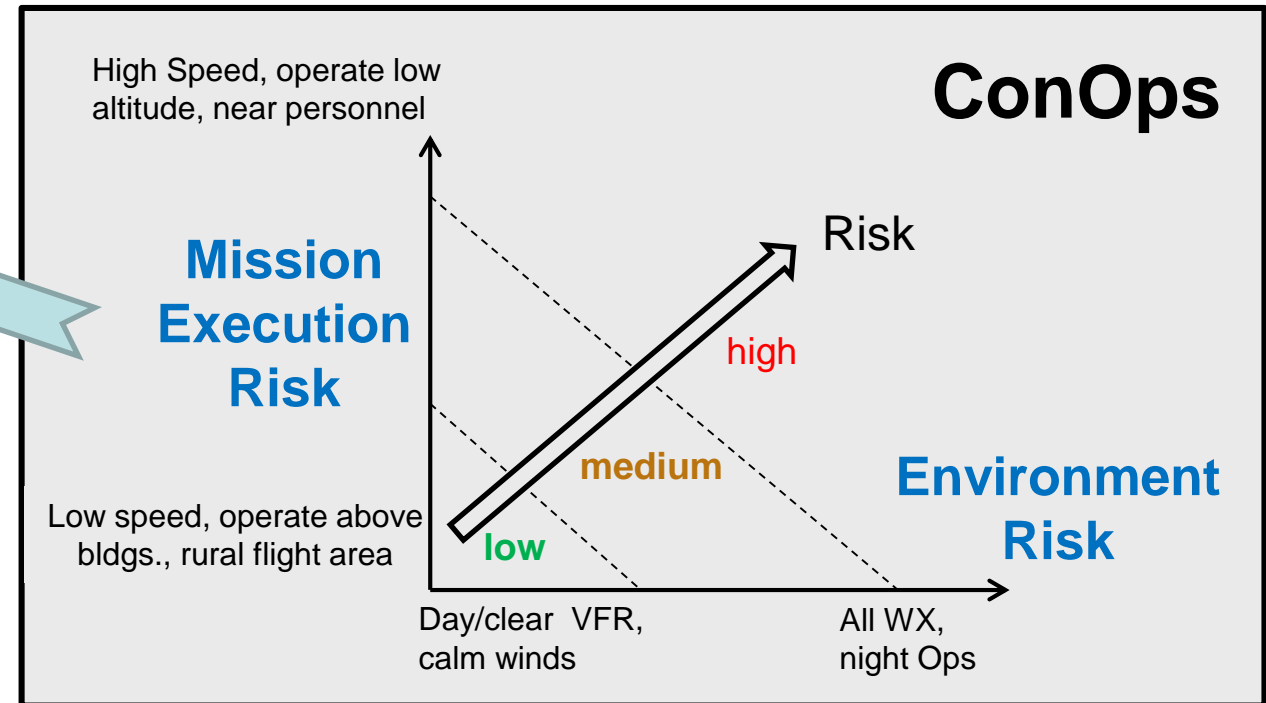 High Speed, operate low
altitude, near personnel
ConOps
Mission
Execution
Risk
Risk
high
medium
low
Environment
Risk
Low speed, operate above
bldgs., rural flight area
Day/clear VFR,
calm winds
All WX,
night Ops